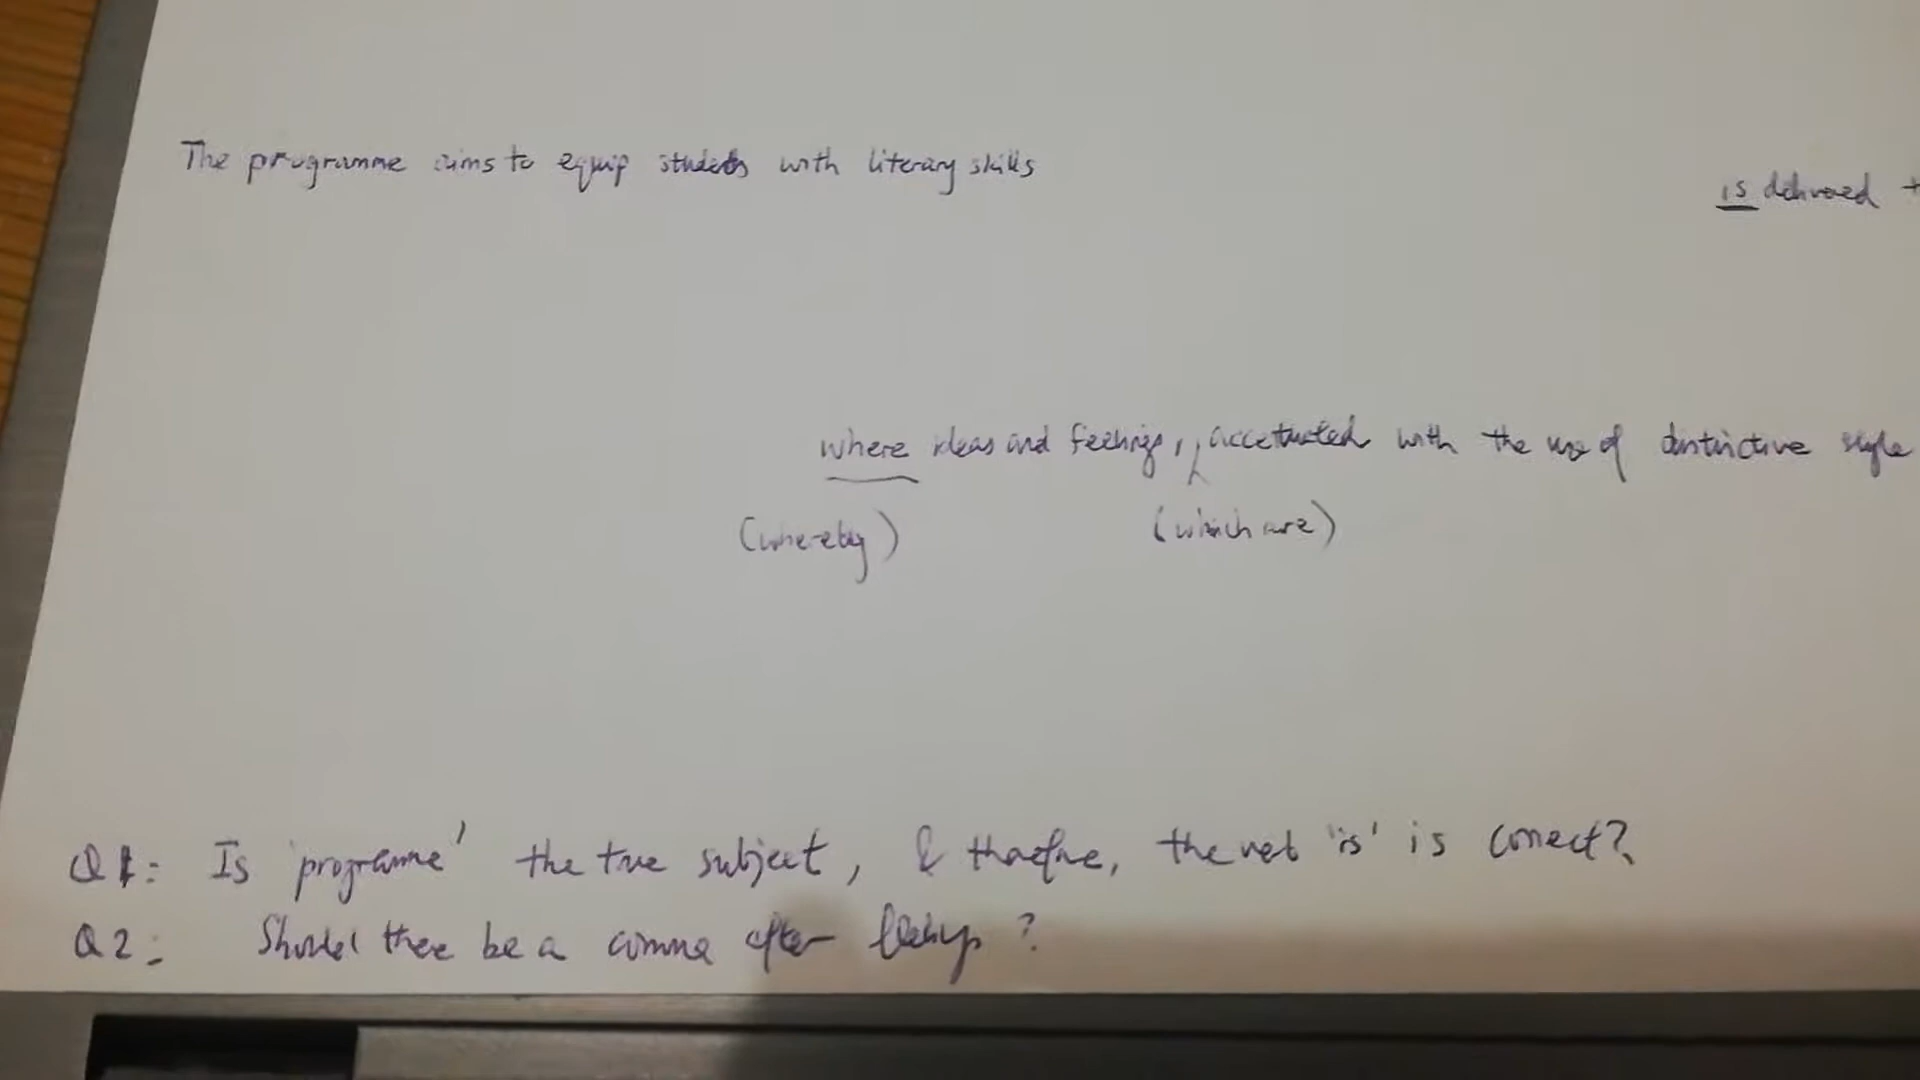 The programme aims to equip students with literary skills
is delivered
where ideas and feelings, accetuated with the use of distinctive style
(whereby) (which are)
Q1: Is 'programme' the true subject, & therefore, the verb 'is' is correct?
Q2: Should there be a comma after feelings?